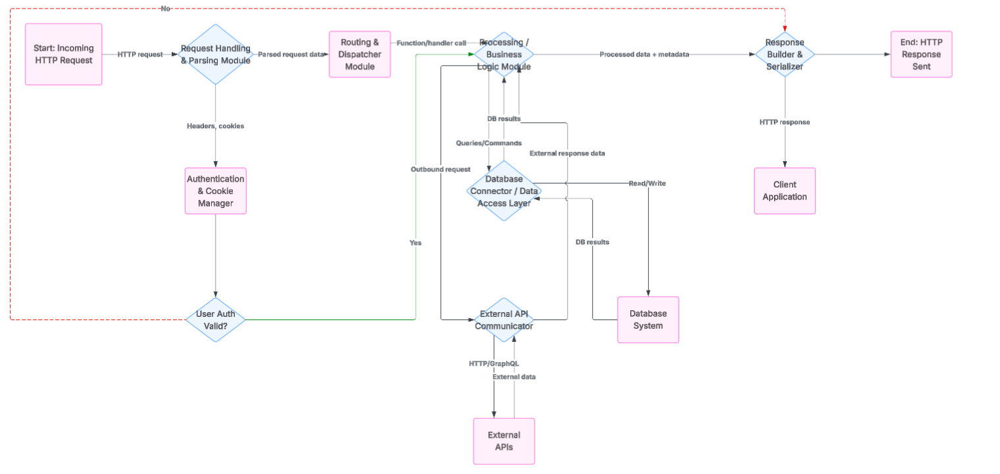 No
Start: Incoming
HTTP Request
HTTP request
Request Handling
& Parsing Module
Parsed request data
Routing &
Dispatcher
Module
Function/handler call
Processing /
Business
Logic Module
Processed data + metadata
Response
Builder &
Serializer
End: HTTP
Response
Sent
Headers, cookies
DB results
HTTP response
Queries/Commands
External response data
Outbound request
Authentication
& Cookie
Manager
Database
Connector / Data
Access Layer
Read/Write
Client
Application
Yes
DB results
User Auth
Valid?
External API
Communicator
Database
System
HTTP/GraphQL
External data
External
APIs